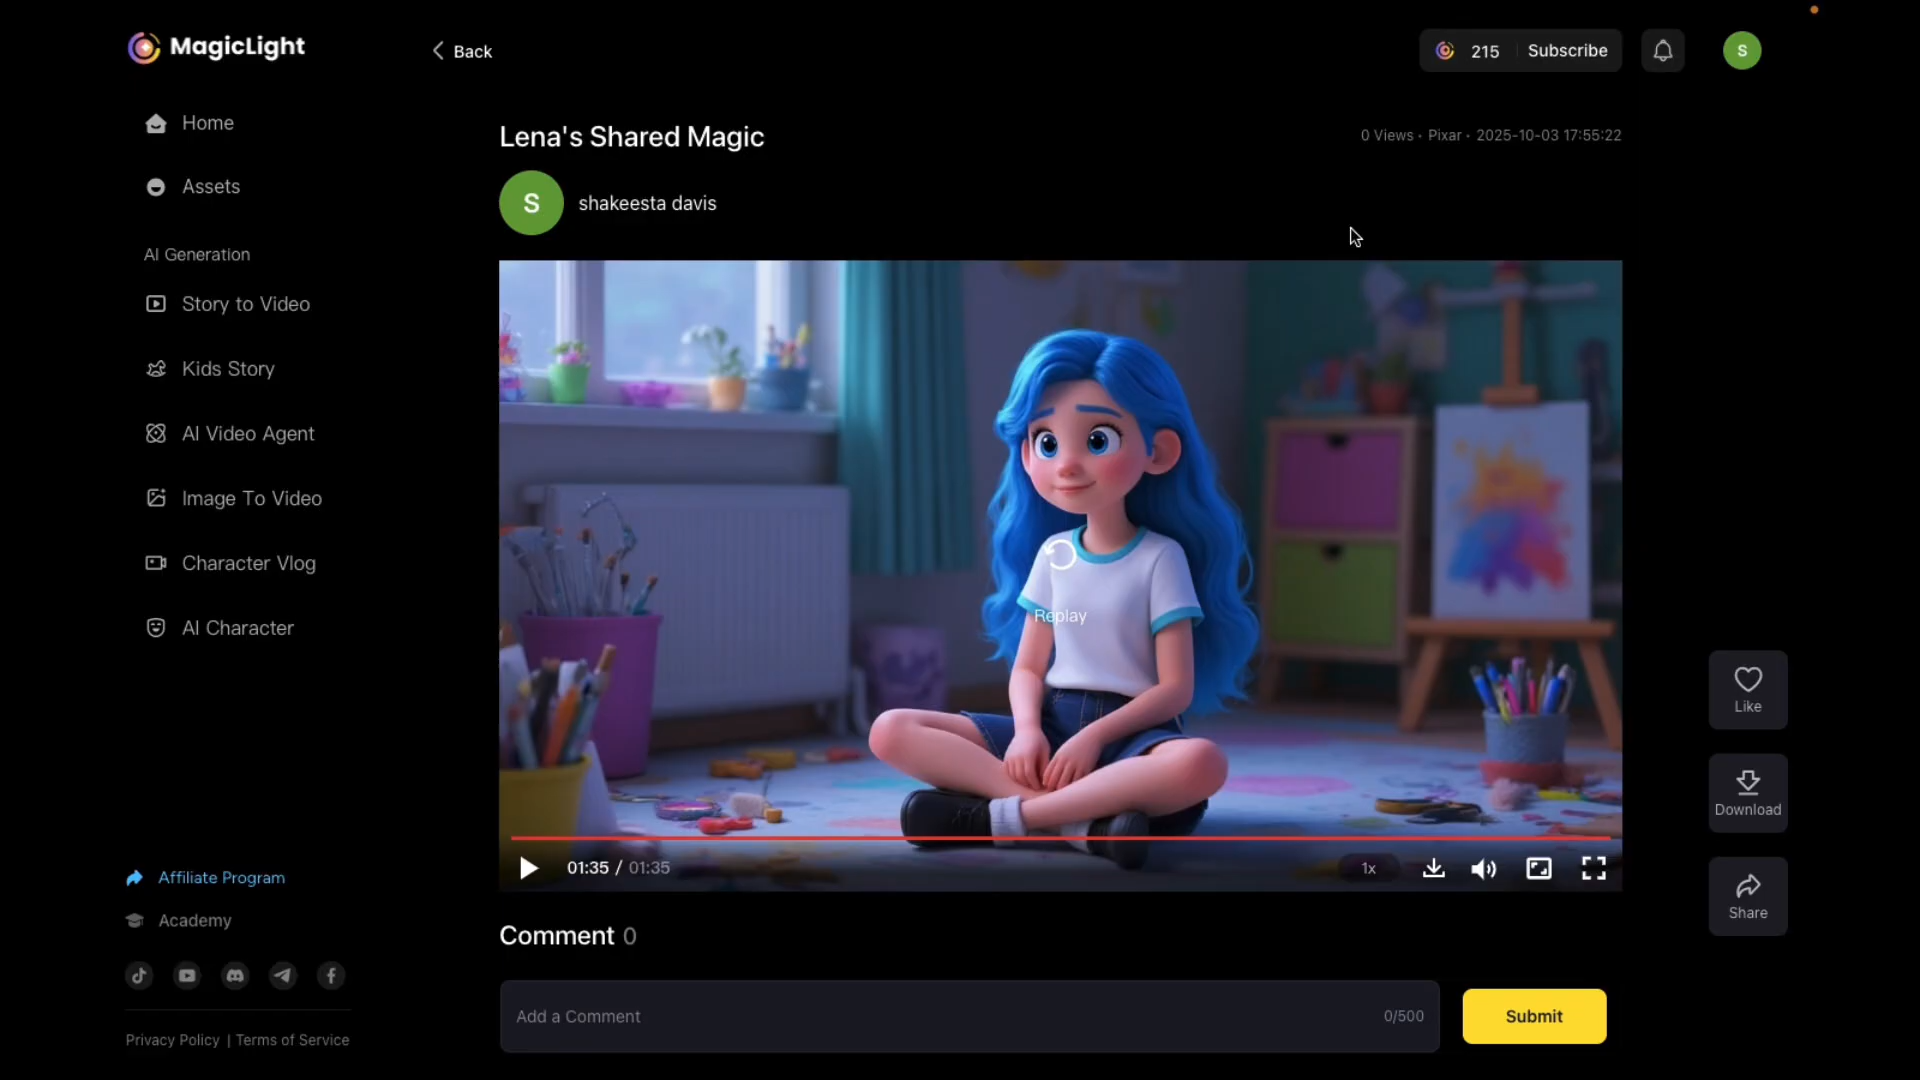 MagicLight
Back
215 Subscribe
S
Home
Assets
AI Generation
Story to Video
Kids Story
AI Video Agent
Image To Video
Character Vlog
AI Character
Affiliate Program
Academy
Privacy Policy | Terms of Service
Lena's Shared Magic
0 Views · Pixar · 2025-10-03 17:55:22
S
shakeesta davis
Replay
01:35 / 01:35
1x
Like
Download
Share
Comment 0
Add a Comment
0/500
Submit